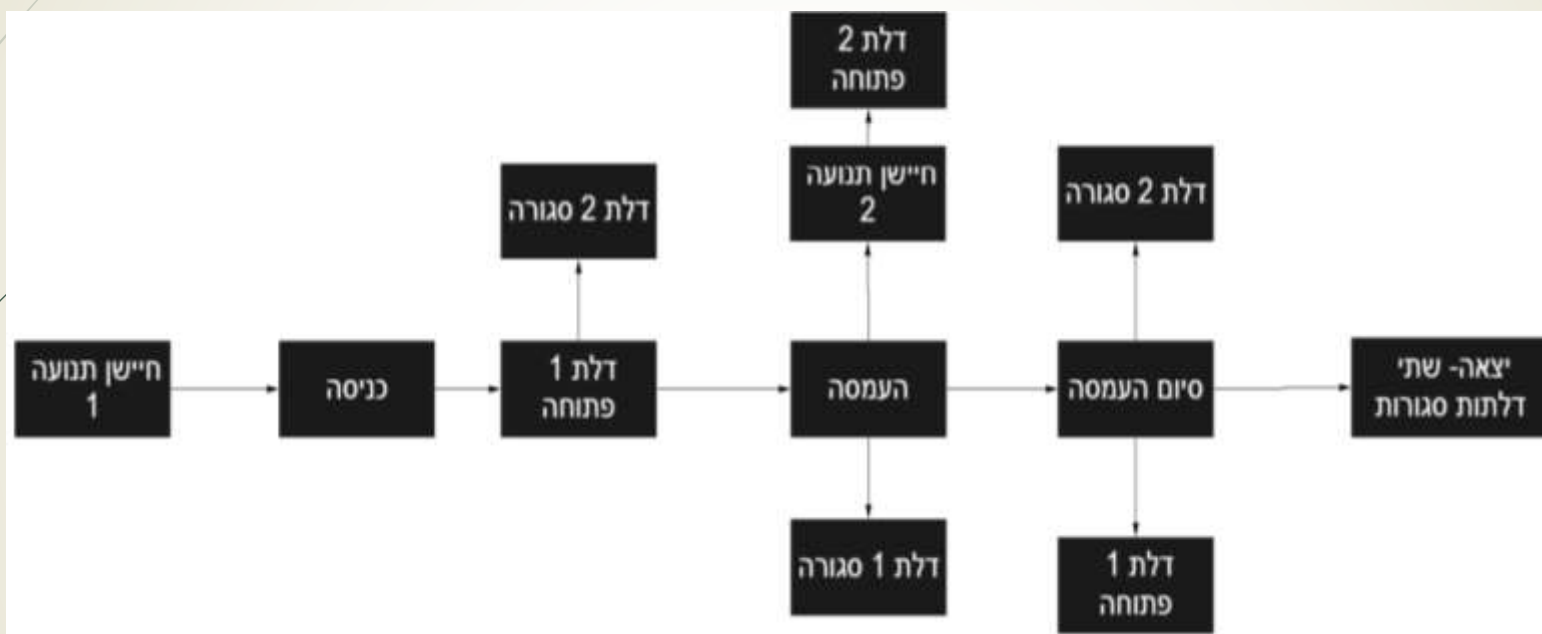 דלת 2
פתוחה
חיישן תנועה
2
דלת 2 סגורה
דלת 2 סגורה
חיישן תנועה
1
כניסה
דלת 1
פתוחה
העמסה
סיום העמסה
יצאה- שתי
דלתות סגורות
דלת 1 סגורה
דלת 1
פתוחה